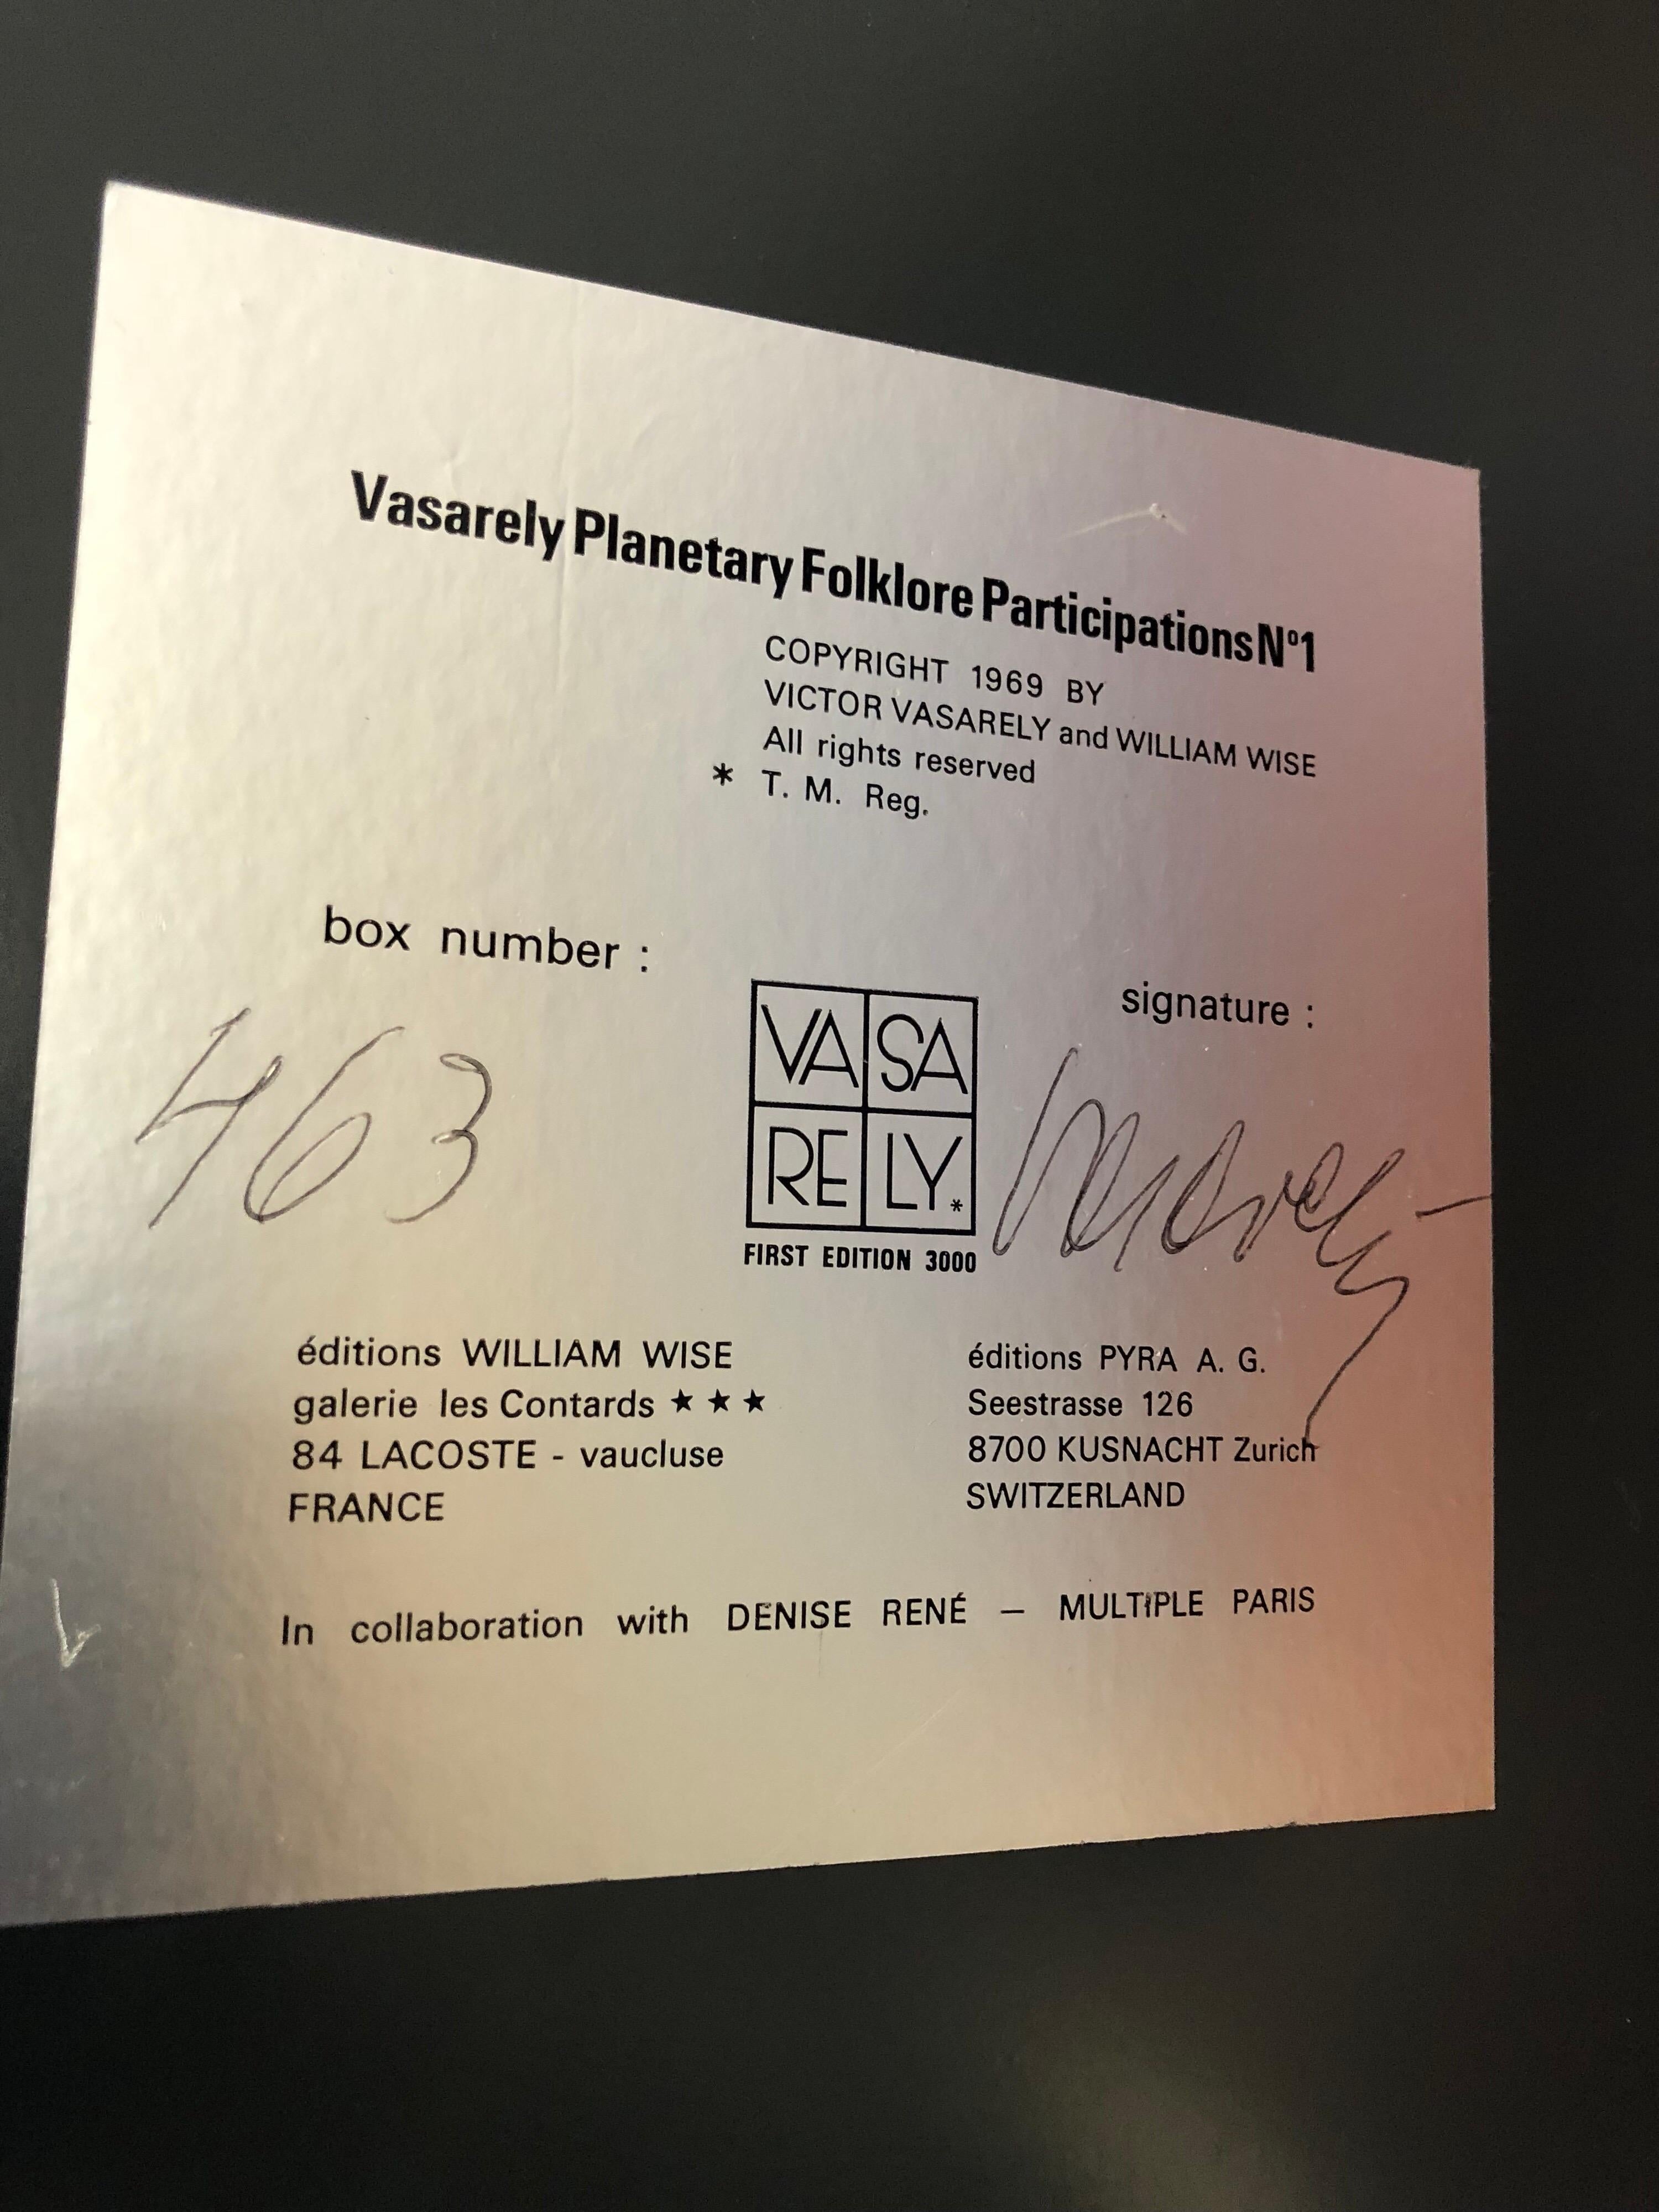 Vasarely Planetary Folklore Participations Nº1
COPYRIGHT 1969 BY
VICTOR VASARELY and WILLIAM WISE
All rights reserved
* T. M. Reg.
box number :
signature :
463
VA SA
RE LY*
Vasarely
FIRST EDITION 3000
éditions WILLIAM WISE
galerie les Contards ★ ★ ★
84 LACOSTE - vaucluse
FRANCE
éditions PYRA A. G.
Seestrasse 126
8700 KUSNACHT Zurich
SWITZERLAND
In collaboration with DENISE RENÉ — MULTIPLE PARIS